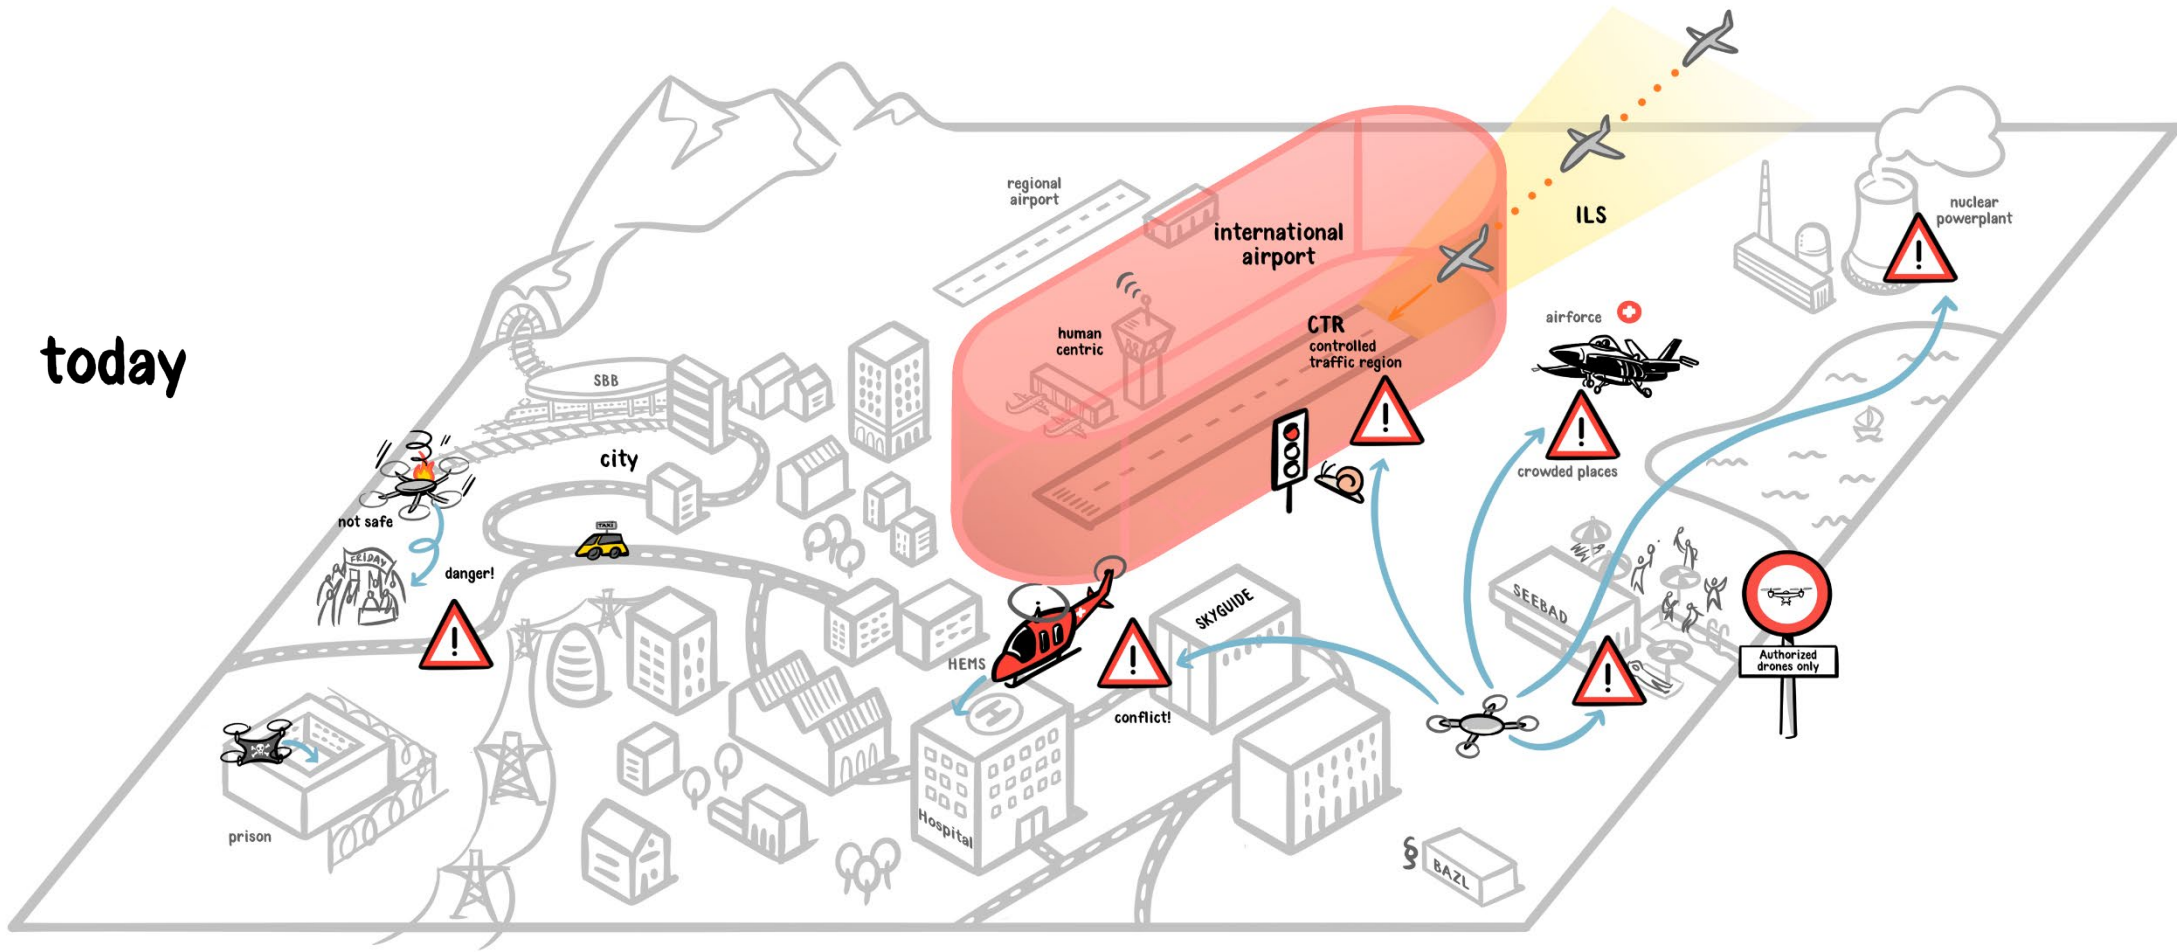 today
regional
airport
international
airport
ILS
nuclear
powerplant
human
centric
CTR
controlled
traffic region
airforce
SBB
city
crowded places
not safe
FRIDAY
danger!
TAXI
SKYGUIDE
SEEBAD
HEMS
H
conflict!
Authorized
drones only
prison
Hospital
§
BAZL